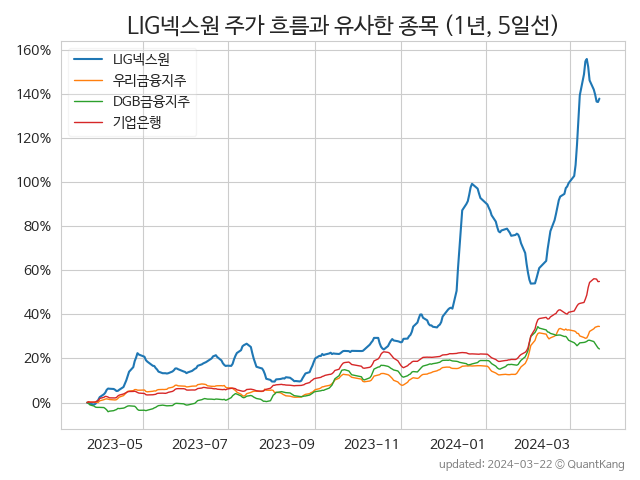 LIG넥스원 주가 흐름과 유사한 종목 (1년, 5일선)
160%
140%
120%
100%
80%
60%
40%
20%
0%
LIG넥스원
우리금융지주
DGB금융지주
기업은행
2023-05
2023-07
2023-09
2023-11
2024-01
2024-03
updated: 2024-03-22 © QuantKang